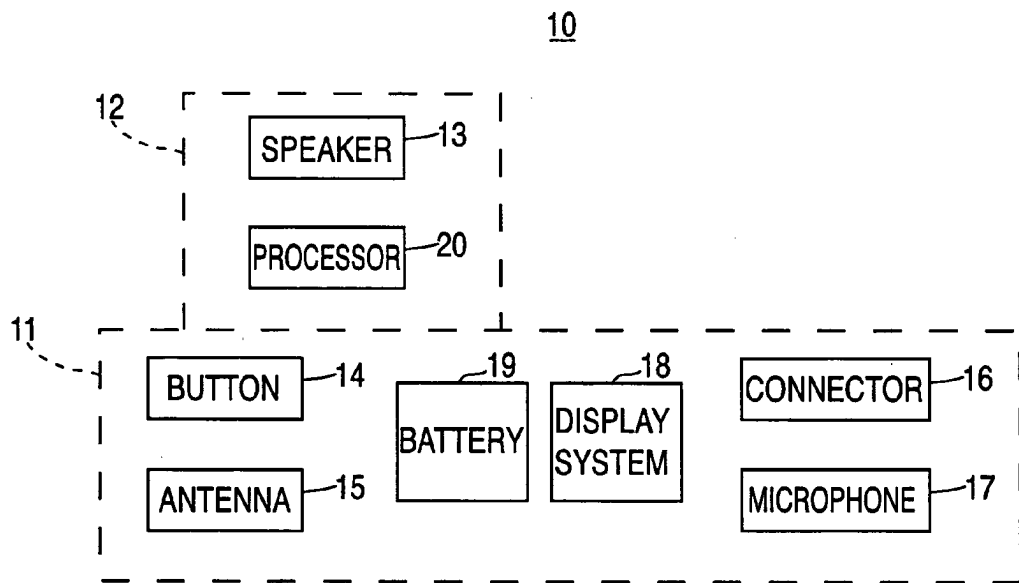 10
12
SPEAKER 13
PROCESSOR 20
11
BUTTON 14
19
BATTERY
18
DISPLAY
SYSTEM
CONNECTOR 16
ANTENNA 15
MICROPHONE 17